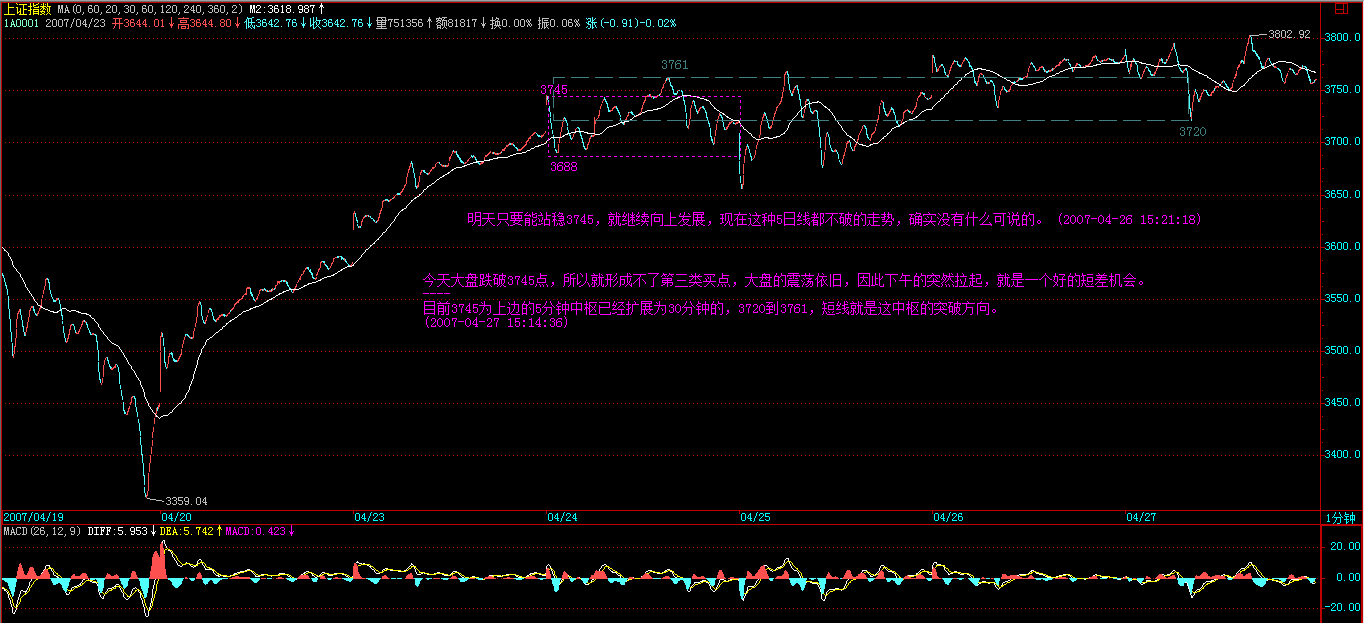 上证指数 MA(0,60,20,30,60,120,240,360,2) M2:3618.987↑
1A0001 2007/04/23 开3644.01↓高3644.80↓低3642.76↓收3642.76↓量751356↑额81817↓换0.00% 振0.06% 涨(-0.91)-0.02%
3802.92
3800.0
3761
3745
3750.0
3720
3700.0
3688
3650.0
明天只要能站稳3745，就继续向上发展，现在这种5日线都不破的走势，确实没有什么可说的。 (2007-04-26 15:21:18)
3600.0
今天大盘跌破3745点，所以就形成不了第三类买点，大盘的震荡依旧，因此下午的突然拉起，就是一个好的短差机会。
3550.0
目前3745为上边的5分钟中枢已经扩展为30分钟的，3720到3761，短线就是这中枢的突破方向。
(2007-04-27 15:14:36)
3500.0
3450.0
3400.0
3359.04
2007/04/19 04/20 04/23 04/24 04/25 04/26 04/27 1分钟
MACD(26,12,9) DIFF:5.953↓DEA:5.742↑MACD:0.423↓
20.00
0.00
-20.00